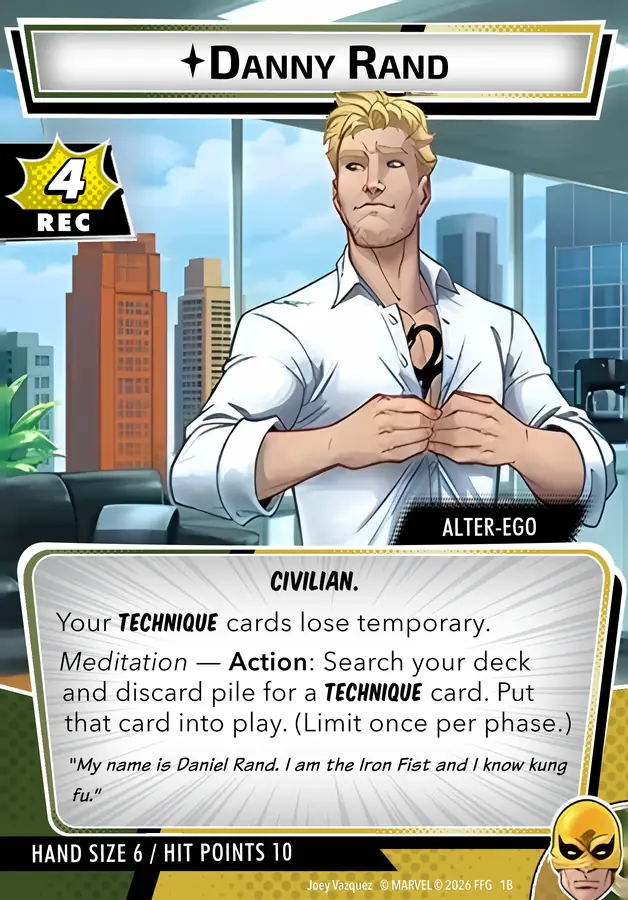 ✦DANNY RAND
4
REC
ALTER-EGO
CIVILIAN.
Your TECHNIQUE cards lose temporary.
Meditation — Action: Search your deck
and discard pile for a TECHNIQUE card. Put
that card into play. (Limit once per phase.)
"My name is Daniel Rand. I am the Iron Fist and I know kung
fu."
HAND SIZE 6 / HIT POINTS 10
Joey Vazquez © MARVEL © 2026 FFG 1B